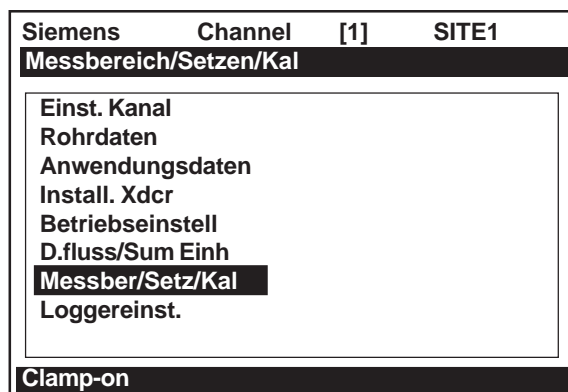 Siemens Channel [1] SITE1
Messbereich/Setzen/Kal
Einst. Kanal
Rohrdaten
Anwendungsdaten
Install. Xdcr
Betriebseinstell
D.fluss/Sum Einh
Messber/Setz/Kal
Loggereinst.
Clamp-on